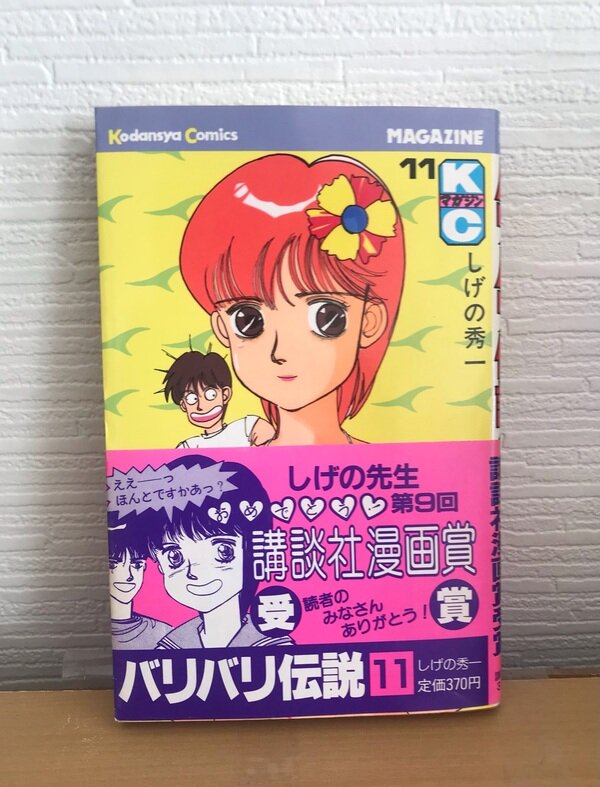 Kodansya Comics
MAGAZINE
11
K
マガジン
C
しげの秀一
ええ――っ
ほんとですかあっ?
しげの先生
おめでとうー
第9回
講談社漫画賞
受
読者の
みなさん
ありがとう!
賞
バリバリ伝説
11
しげの秀一
定価370円